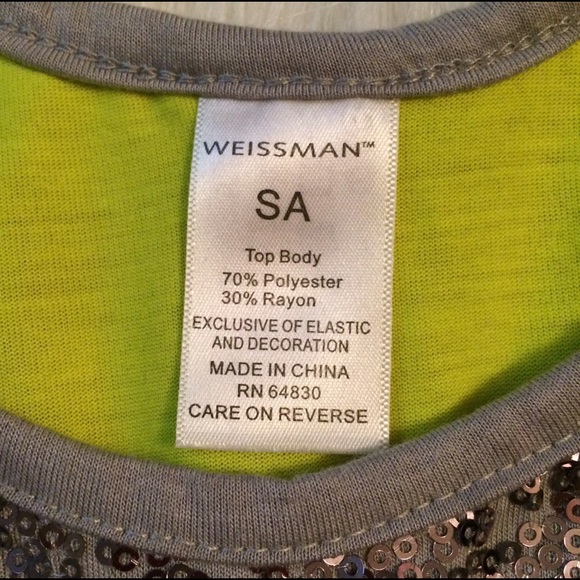 WEISSMAN™
SA
Top Body
70% Polyester
30% Rayon
EXCLUSIVE OF ELASTIC
AND DECORATION
MADE IN CHINA
RN 64830
CARE ON REVERSE